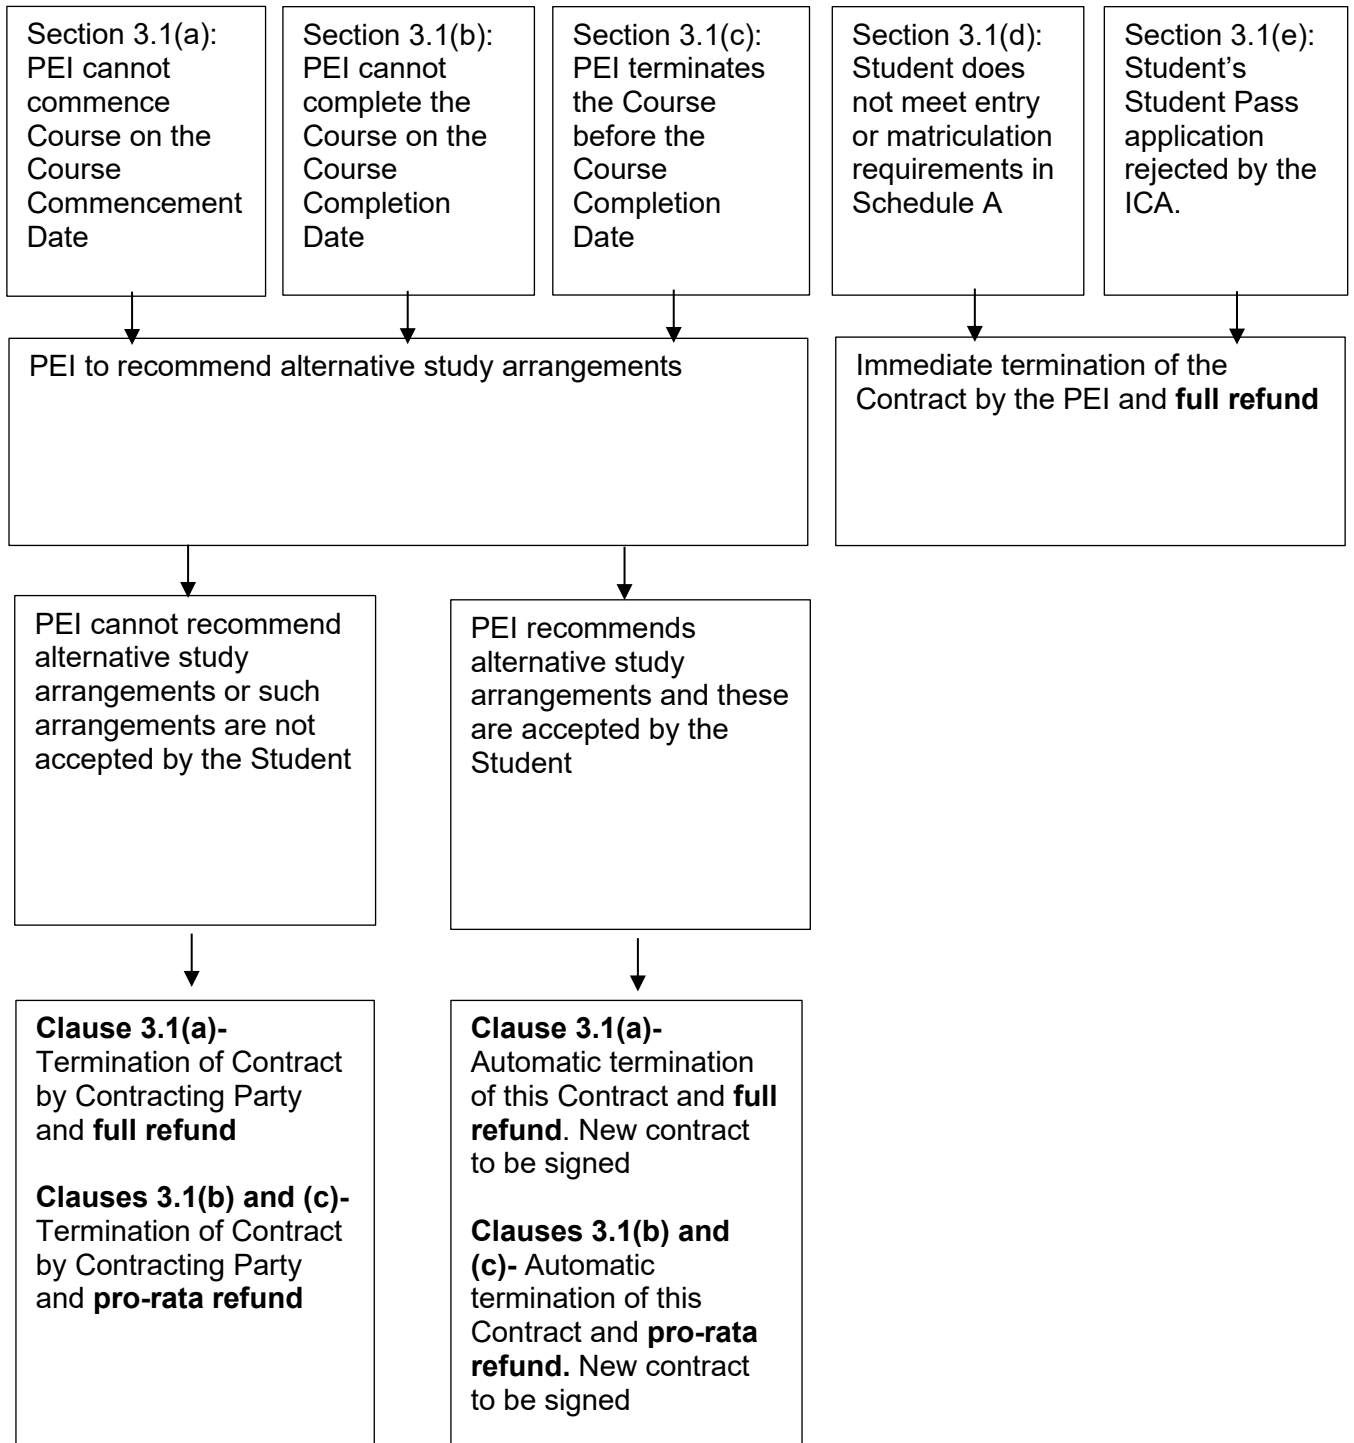 Section 3.1(a):
PEI cannot
commence
Course on the
Course
Commencement
Date
Section 3.1(b):
PEI cannot
complete the
Course on the
Course
Completion
Date
Section 3.1(c):
PEI terminates
the Course
before the
Course
Completion
Date
Section 3.1(d):
Student does
not meet entry
or matriculation
requirements in
Schedule A
Section 3.1(e):
Student’s
Student Pass
application
rejected by the
ICA.
PEI to recommend alternative study arrangements
Immediate termination of the
Contract by the PEI and full refund
PEI cannot recommend
alternative study
arrangements or such
arrangements are not
accepted by the Student
PEI recommends
alternative study
arrangements and these
are accepted by the
Student
Clause 3.1(a)-
Termination of Contract
by Contracting Party
and full refund
Clauses 3.1(b) and (c)-
Termination of Contract
by Contracting Party
and pro-rata refund
Clause 3.1(a)-
Automatic termination
of this Contract and full
refund. New contract
to be signed
Clauses 3.1(b) and
(c)- Automatic
termination of this
Contract and pro-rata
refund. New contract
to be signed